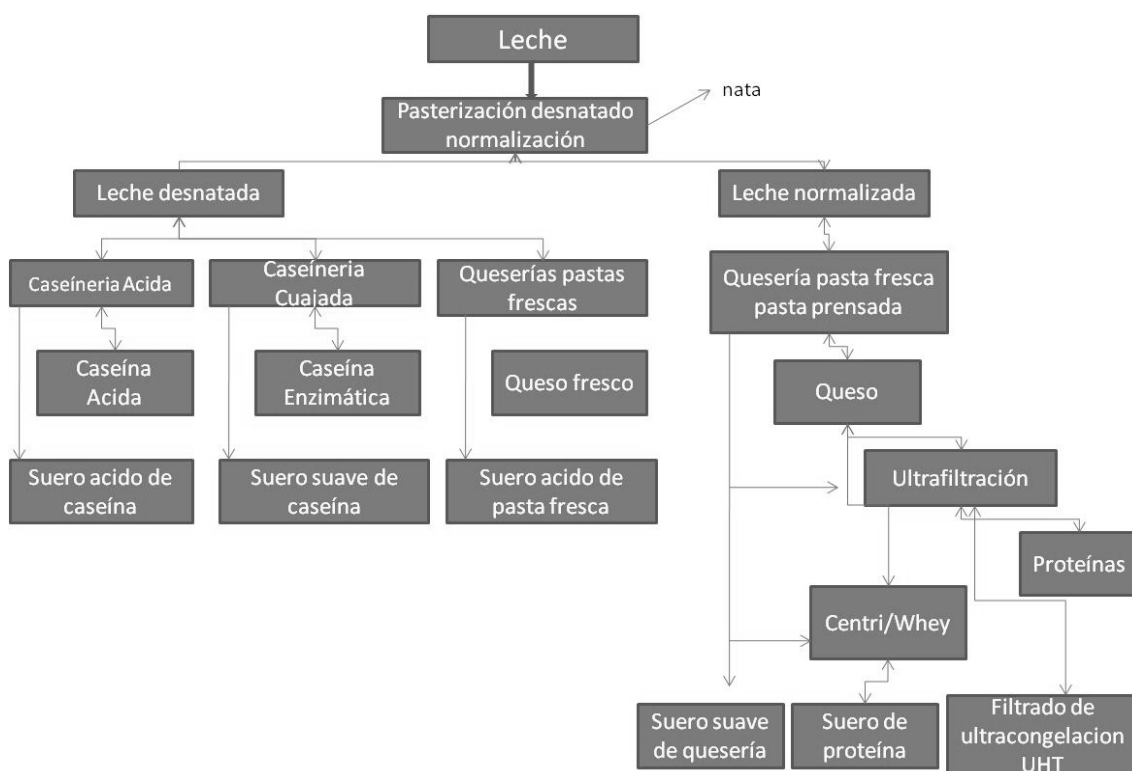 Leche
nata
Pasterización desnatado
normalización
Leche desnatada
Leche normalizada
Caseíneria Acida
Caseíneria
Cuajada
Queserías pastas
frescas
Quesería pasta fresca
pasta prensada
Caseína
Acida
Caseína
Enzimática
Queso fresco
Queso
Suero acido de
caseína
Suero suave de
caseína
Suero acido de
pasta fresca
Ultrafiltración
Proteínas
Centri/Whey
Suero suave
de quesería
Suero de
proteína
Filtrado de
ultracongelacion
UHT